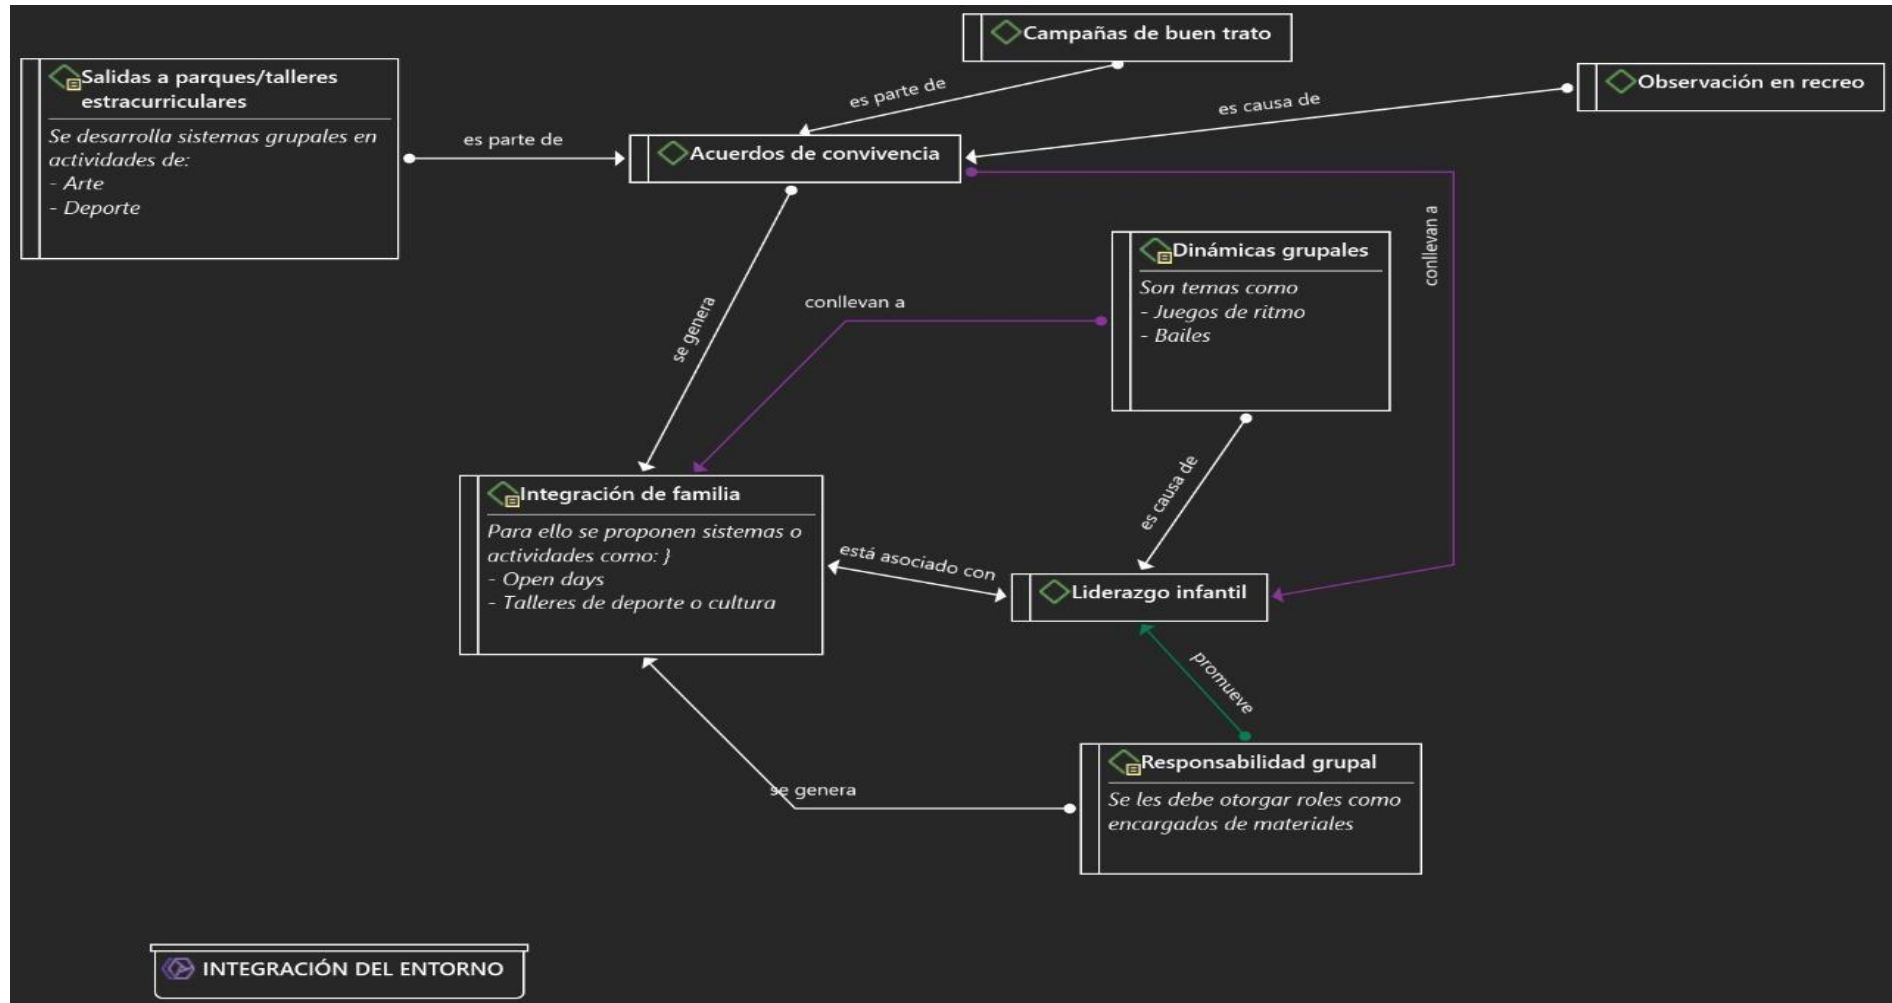 Campañas de buen trato
Salidas a parques/talleres
estracurriculares
Se desarrolla sistemas grupales en
actividades de:
- Arte
- Deporte
Observación en recreo
es parte de
es causa de
es parte de
Acuerdos de convivencia
conllevan a
Dinámicas grupales
Son temas como
- Juegos de ritmo
- Bailes
se genera
conllevan a
es causa de
Integración de familia
Para ello se proponen sistemas o
actividades como: }
- Open days
- Talleres de deporte o cultura
está asociado con
Liderazgo infantil
promueve
se genera
Responsabilidad grupal
Se les debe otorgar roles como
encargados de materiales
INTEGRACIÓN DEL ENTORNO